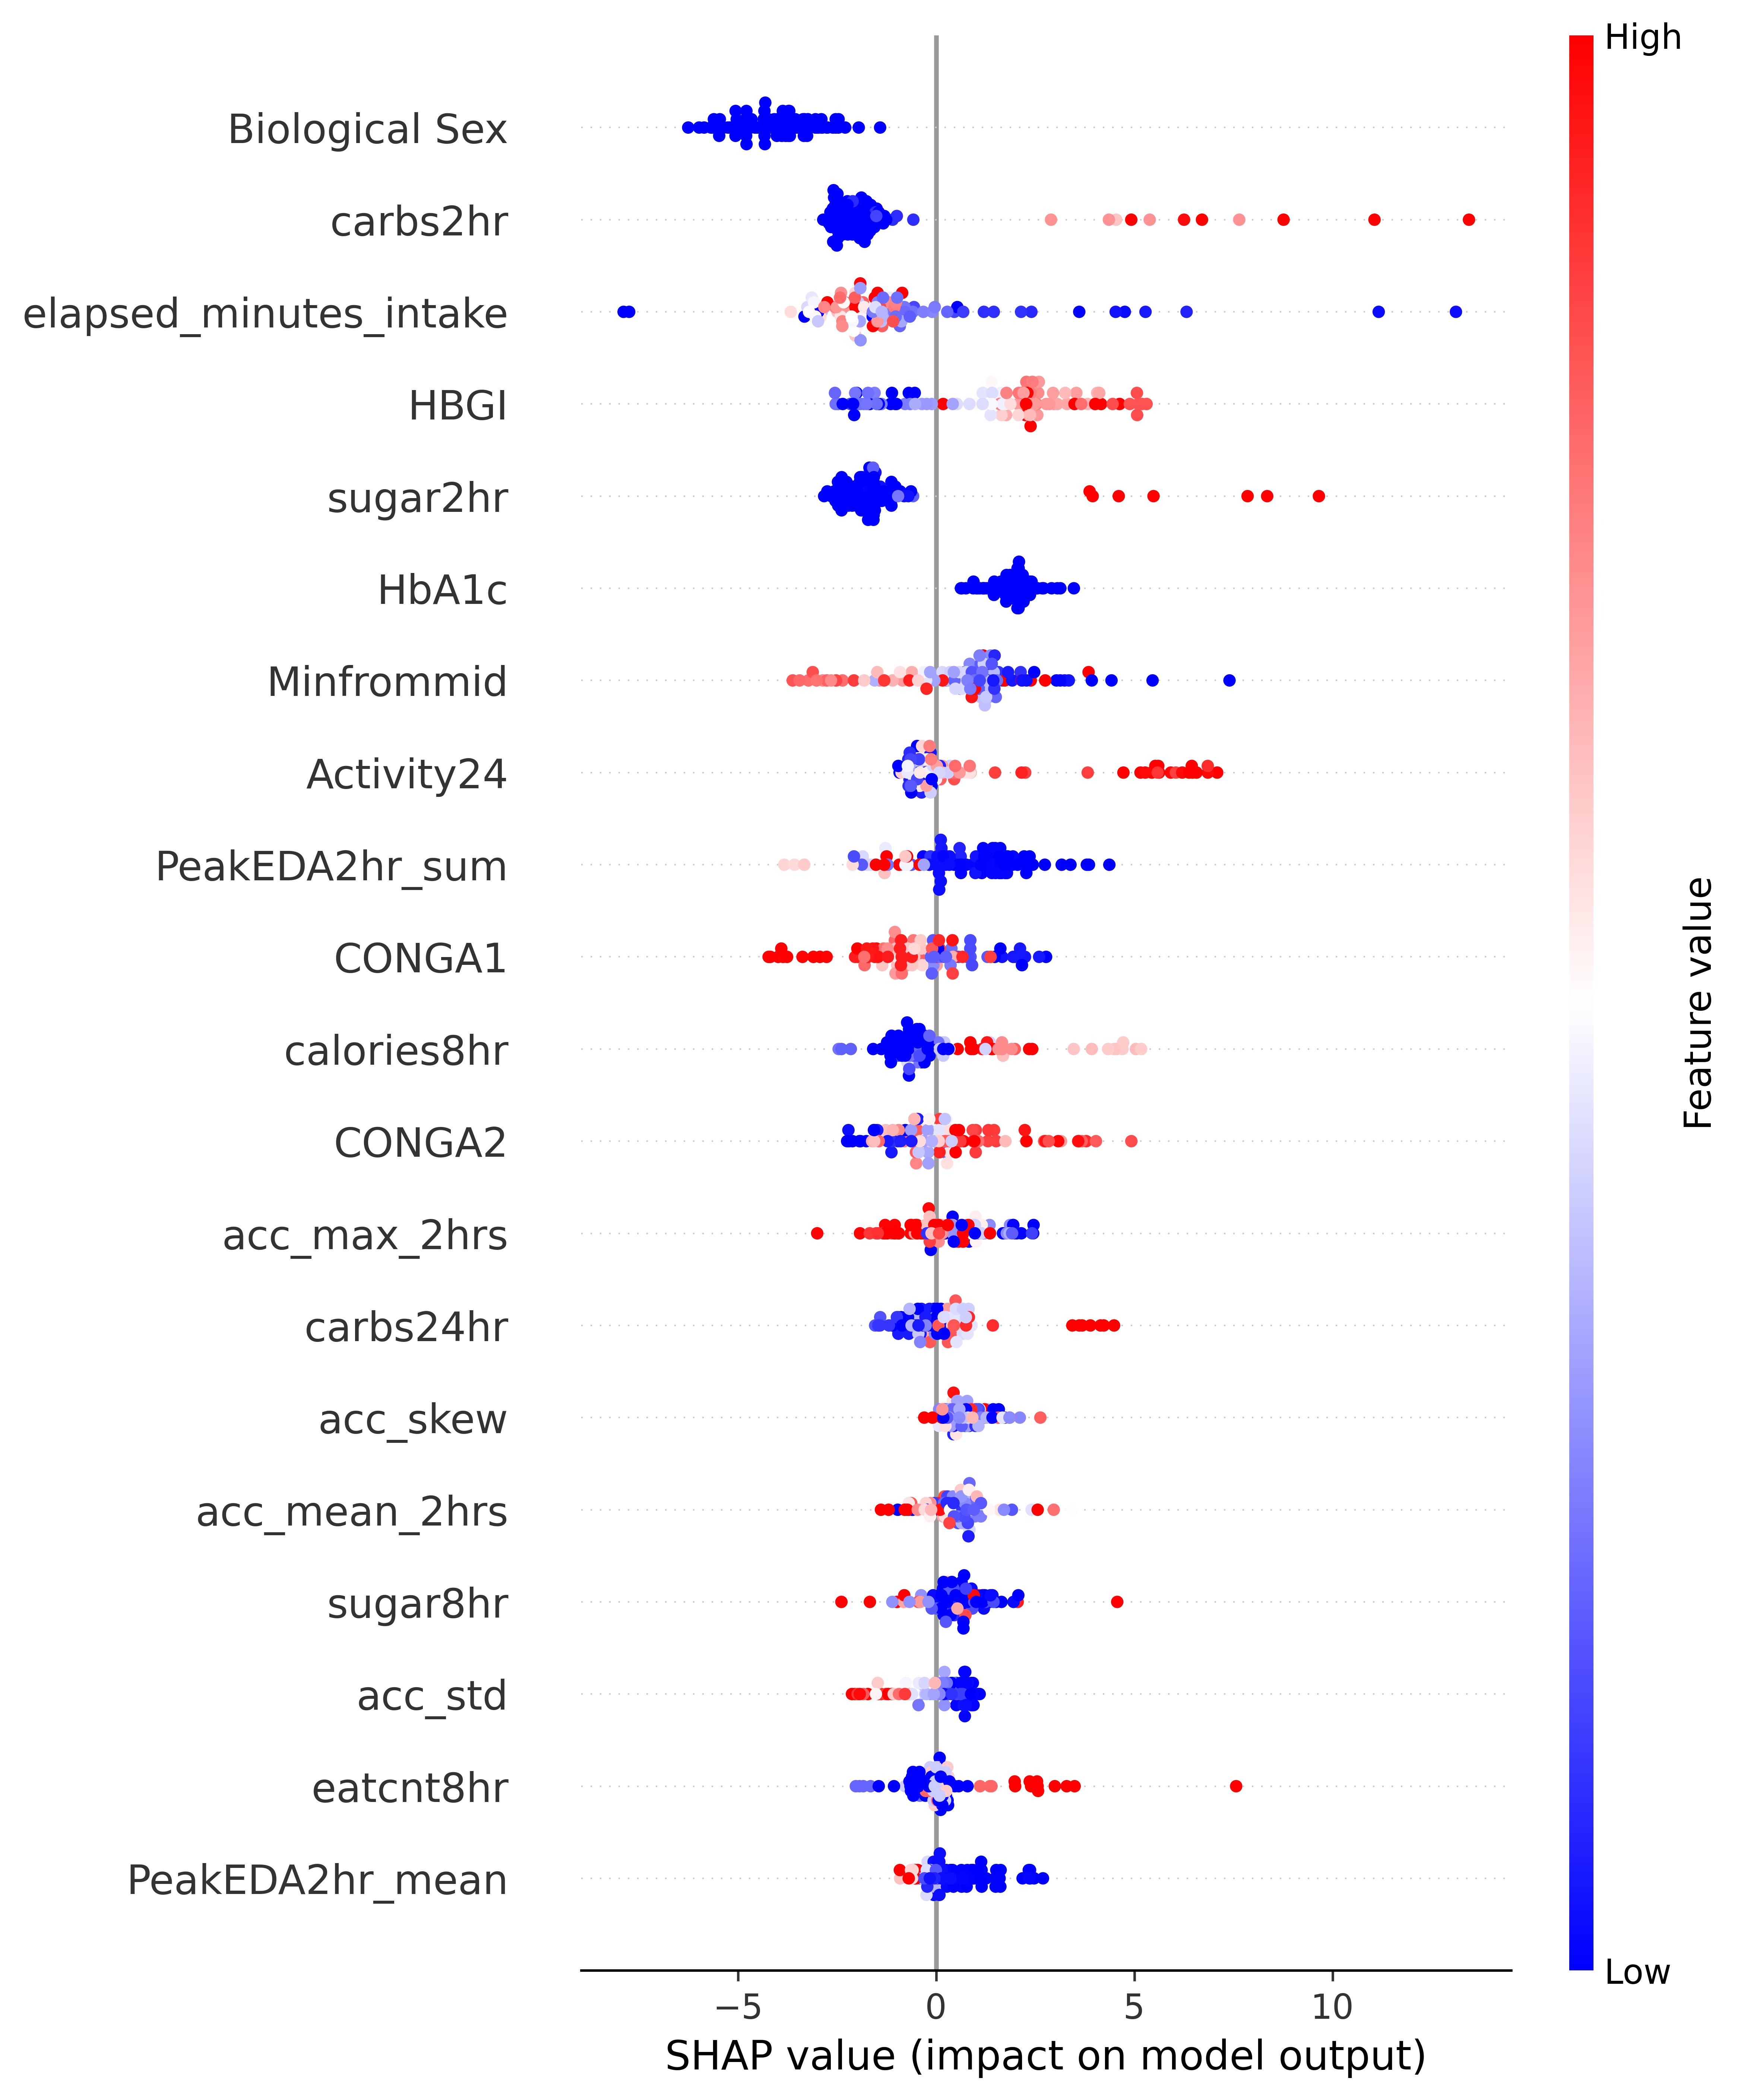 High
Biological Sex
carbs2hr
elapsed_minutes_intake
HBGI
sugar2hr
HbA1c
Minfrommid
Activity24
PeakEDA2hr_sum
CONGA1
calories8hr
CONGA2
acc_max_2hrs
carbs24hr
acc_skew
acc_mean_2hrs
sugar8hr
acc_std
eatcnt8hr
PeakEDA2hr_mean
Feature value
Low
−5 0 5 10
SHAP value (impact on model output)